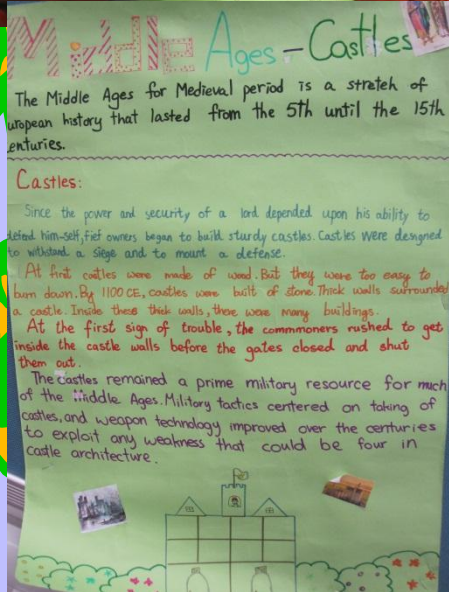 Middle Ages - Castles
The Middle Ages for Medieval period is a stretch of
uropean history that lasted from the 5th until the 15th
enturies.
Castles:
Since the power and security of a lord depended upon his ability to
defend him-self, fief owners began to build sturdy castles. Castles were designed
to withstand a siege and to mount a defense.
At first castles were made of wood. But they were too easy to
burn down. By 1100 CE, castles were built of stone. Thick walls surrounded
a castle. Inside these thick walls, there were many buildings.
At the first sign of trouble, the commmoners rushed to get
inside the castle walls before the gates closed and shut
them out.
The castles remained a prime military resource for much
of the Middle Ages. Military tactics centered on taking of
castles, and weapon technology improved over the centuries
to exploit any weakness that could be four in
castle architecture.